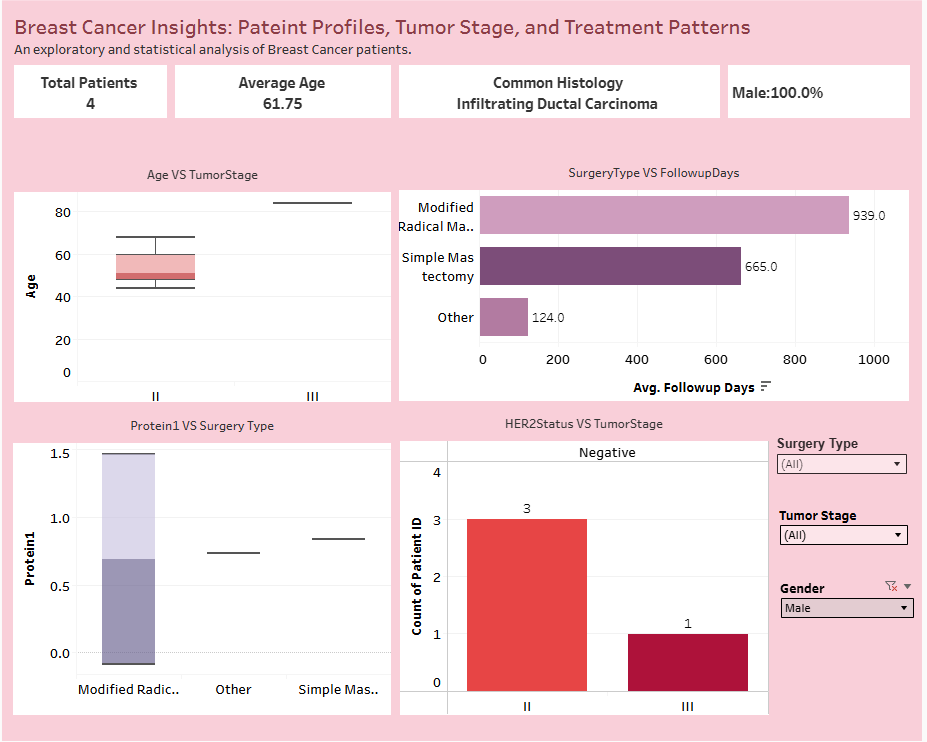 Breast Cancer Insights: Pateint Profiles, Tumor Stage, and Treatment Patterns
An exploratory and statistical analysis of Breast Cancer patients.
Total Patients
4
Average Age
61.75
Common Histology
Infiltrating Ductal Carcinoma
Male:100.0%
Age VS TumorStage
80
60
40
20
0
Age
II
III
SurgeryType VS FollowupDays
Modified
Radical Ma..
939.0
Simple Mas
tectomy
665.0
Other
124.0
0
200
400
600
800
1000
Avg. Followup Days
Protein1 VS Surgery Type
1.5
1.0
0.5
0.0
Protein1
Modified Radic..
Other
Simple Mas..
HER2Status VS TumorStage
Negative
4
3
2
1
0
Count of Patient ID
3
1
II
III
Surgery Type
(All)
Tumor Stage
(All)
Gender
Male